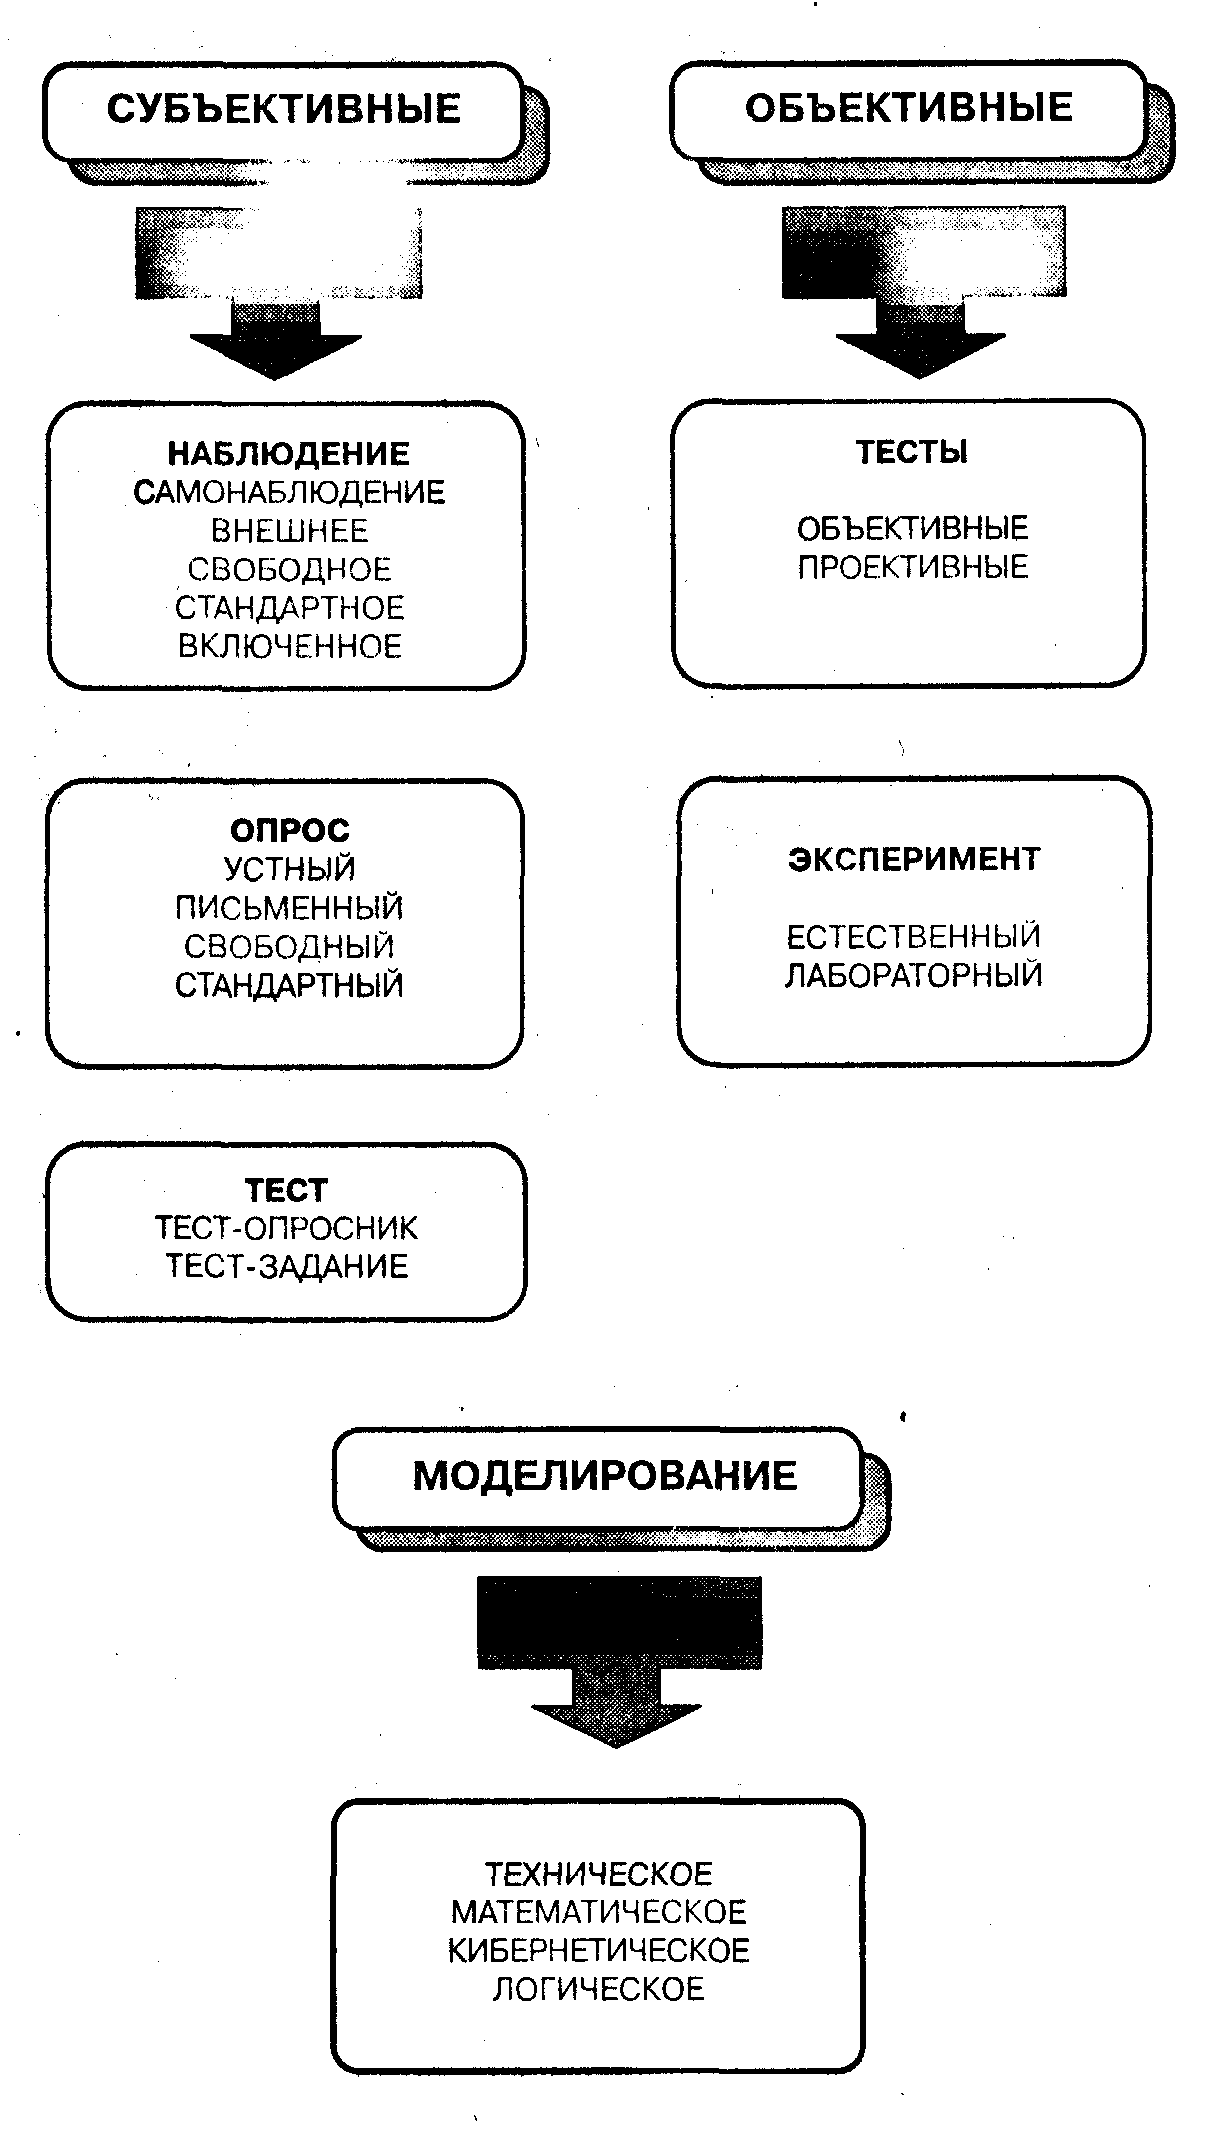 СУБЪЕКТИВНЫЕ
НАБЛЮДЕНИЕ
САМОНАБЛЮДЕНИЕ
ВНЕШНЕЕ
СВОБОДНОЕ
СТАНДАРТНОЕ
ВКЛЮЧЕННОЕ
ОПРОС
УСТНЫЙ
ПИСЬМЕННЫЙ
СВОБОДНЫЙ
СТАНДАРТНЫЙ
ТЕСТ
ТЕСТ-ОПРОСНИК
ТЕСТ-ЗАДАНИЕ
ОБЪЕКТИВНЫЕ
ТЕСТЫ
ОБЪЕКТИВНЫЕ
ПРОЕКТИВНЫЕ
ЭКСПЕРИМЕНТ
ЕСТЕСТВЕННЫЙ
ЛАБОРАТОРНЫЙ
МОДЕЛИРОВАНИЕ
ТЕХНИЧЕСКОЕ
МАТЕМАТИЧЕСКОЕ
КИБЕРНЕТИЧЕСКОЕ
ЛОГИЧЕСКОЕ